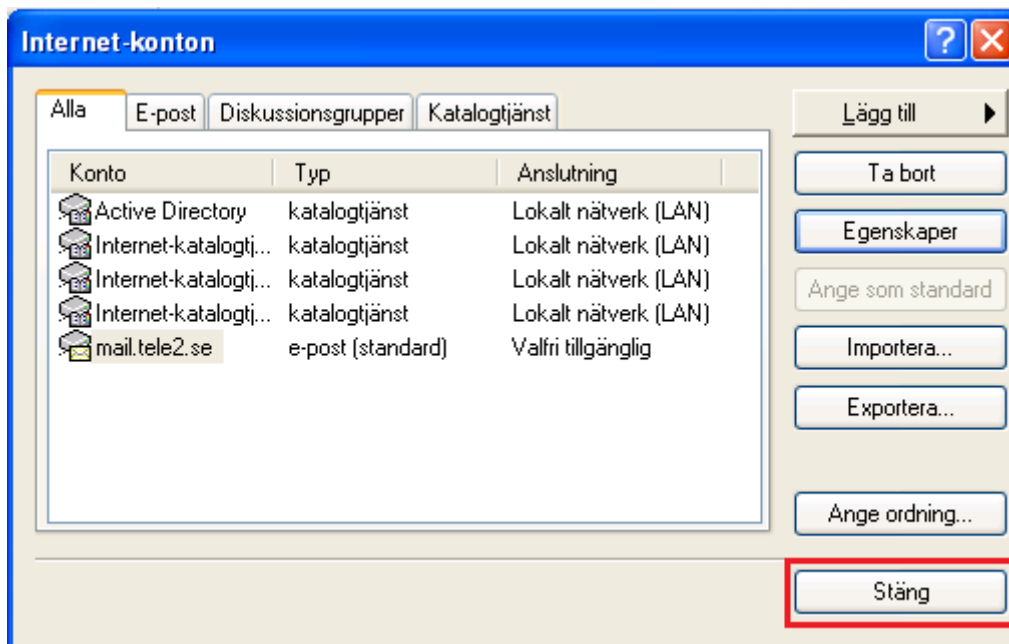 Internet-konton
Alla E-post Diskussionsgrupper Katalogtjänst
Lägg till
Konto Typ Anslutning
Ta bort
Active Directory katalogtjänst Lokalt nätverk (LAN)
Egenskaper
Internet-katalogtj... katalogtjänst Lokalt nätverk (LAN)
Internet-katalogtj... katalogtjänst Lokalt nätverk (LAN)
Ange som standard
Internet-katalogtj... katalogtjänst Lokalt nätverk (LAN)
mail.tele2.se e-post (standard) Valfri tillgänglig
Importera...
Exportera...
Ange ordning...
Stäng